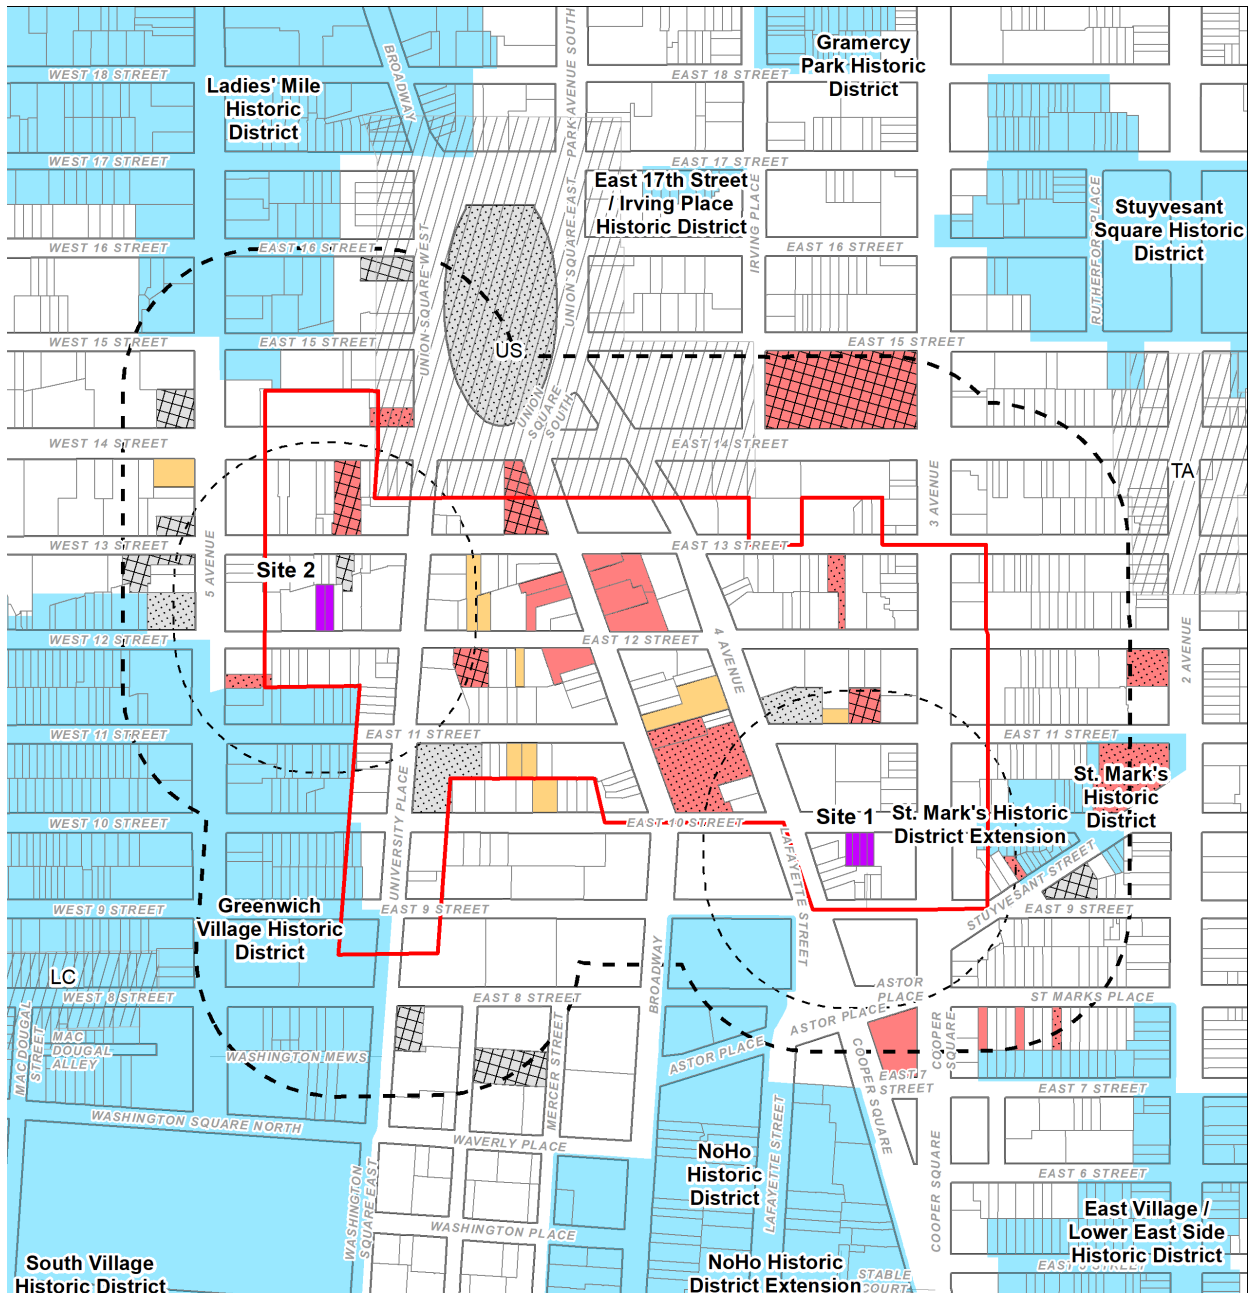 BROADWAY
PARK AVENUE SOUTH
Gramercy
Park Historic
District
WEST 18 STREET
EAST 18 STREET
Ladies' Mile
Historic
District
WEST 17 STREET
EAST 17 STREET
East 17th Street
/ Irving Place
Historic District
IRVING PLACE
RUTHERFORD PLACE
Stuyvesant
Square Historic
District
UNION SQUARE WEST
UNION SQUARE EAST
WEST 16 STREET
EAST 16 STREET
EAST 16 STREET
WEST 15 STREET
EAST 15 STREET
EAST 15 STREET
US
UNION
SQUARE
SOUTH
WEST 14 STREET
EAST 14 STREET
TA
3 AVENUE
5 AVENUE
WEST 13 STREET
EAST 13 STREET
Site 2
WEST 12 STREET
EAST 12 STREET
4 AVENUE
2 AVENUE
WEST 11 STREET
EAST 11 STREET
EAST 11 STREET
St. Mark's
Historic
District
UNIVERSITY PLACE
WEST 10 STREET
EAST 10 STREET
Site 1
St. Mark's Historic
District Extension
LAFAYETTE STREET
STUYVESANT STREET
WEST 9 STREET
EAST 9 STREET
EAST 9 STREET
Greenwich
Village Historic
District
BROADWAY
LC
WEST 8 STREET
EAST 8 STREET
ASTOR
PLACE
ST MARKS PLACE
MAC DOUGAL
STREET
MAC
DOUGAL
ALLEY
WASHINGTON MEWS
MERCER STREET
ASTOR PLACE
ASTOR PLACE
COOPER SQUARE
COOPER
SQUARE
EAST 7
STREET
EAST 7 STREET
WASHINGTON SQUARE NORTH
WAVERLY PLACE
LAFAYETTE STREET
COOPER SQUARE
NoHo
Historic
District
EAST 6 STREET
WASHINGTON
SQUARE EAST
WASHINGTON PLACE
East Village /
Lower East Side
Historic District
South Village
Historic District
NoHo Historic
District Extension
STABLE
COURT